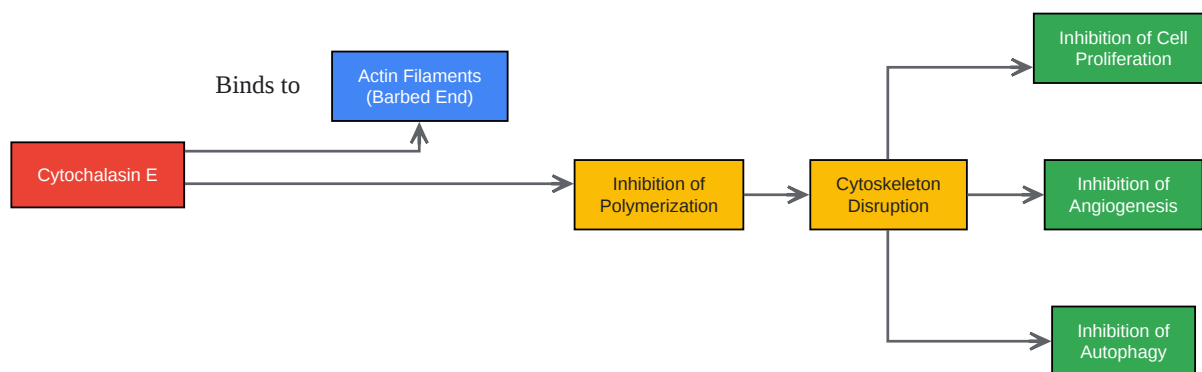 Cytochalasin E
Binds to
Actin Filaments
(Barbed End)
Inhibition of
Polymerization
Cytoskeleton
Disruption
Inhibition of Cell
Proliferation
Inhibition of
Angiogenesis
Inhibition of
Autophagy